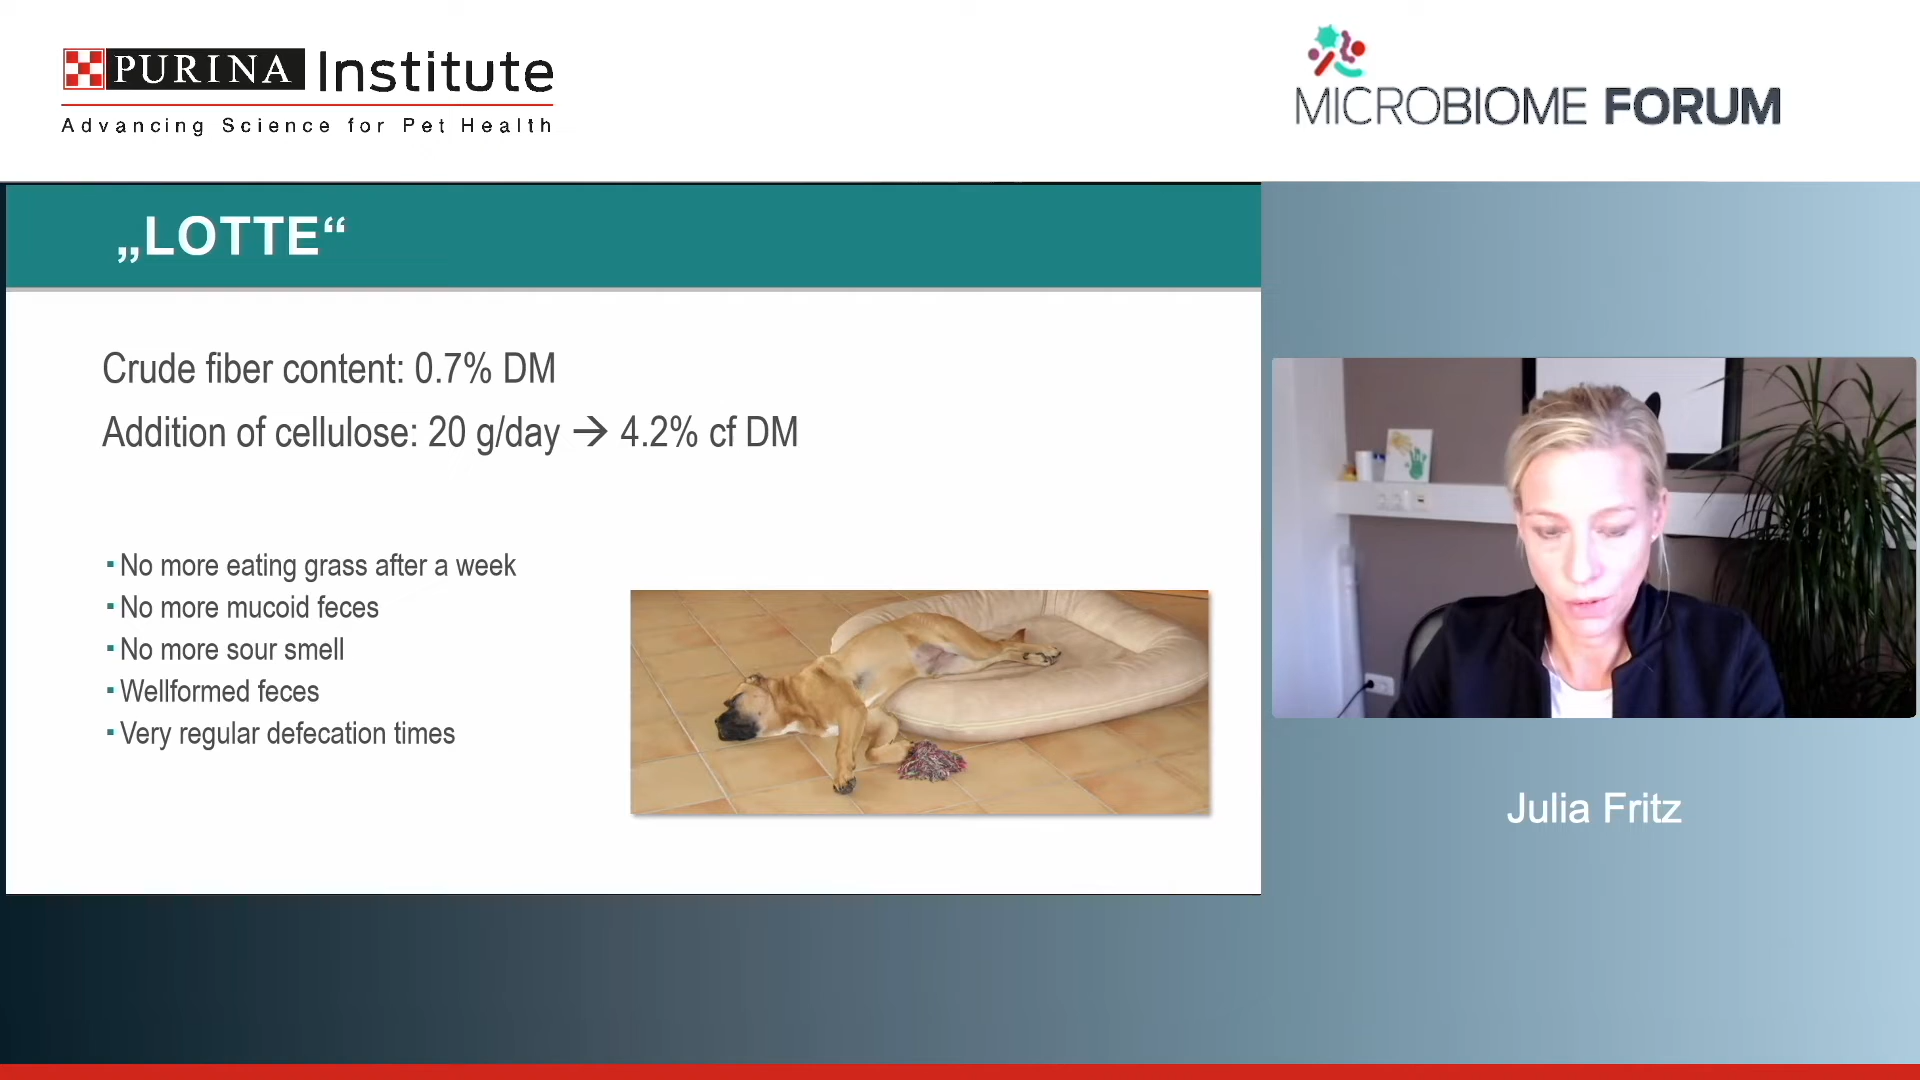 PURINA Institute
Advancing Science for Pet Health
MICROBIOME FORUM
„LOTTE“
Crude fiber content: 0.7% DM
Addition of cellulose: 20 g/day → 4.2% cf DM
▪ No more eating grass after a week
▪ No more mucoid feces
▪ No more sour smell
▪ Wellformed feces
▪ Very regular defecation times
Julia Fritz